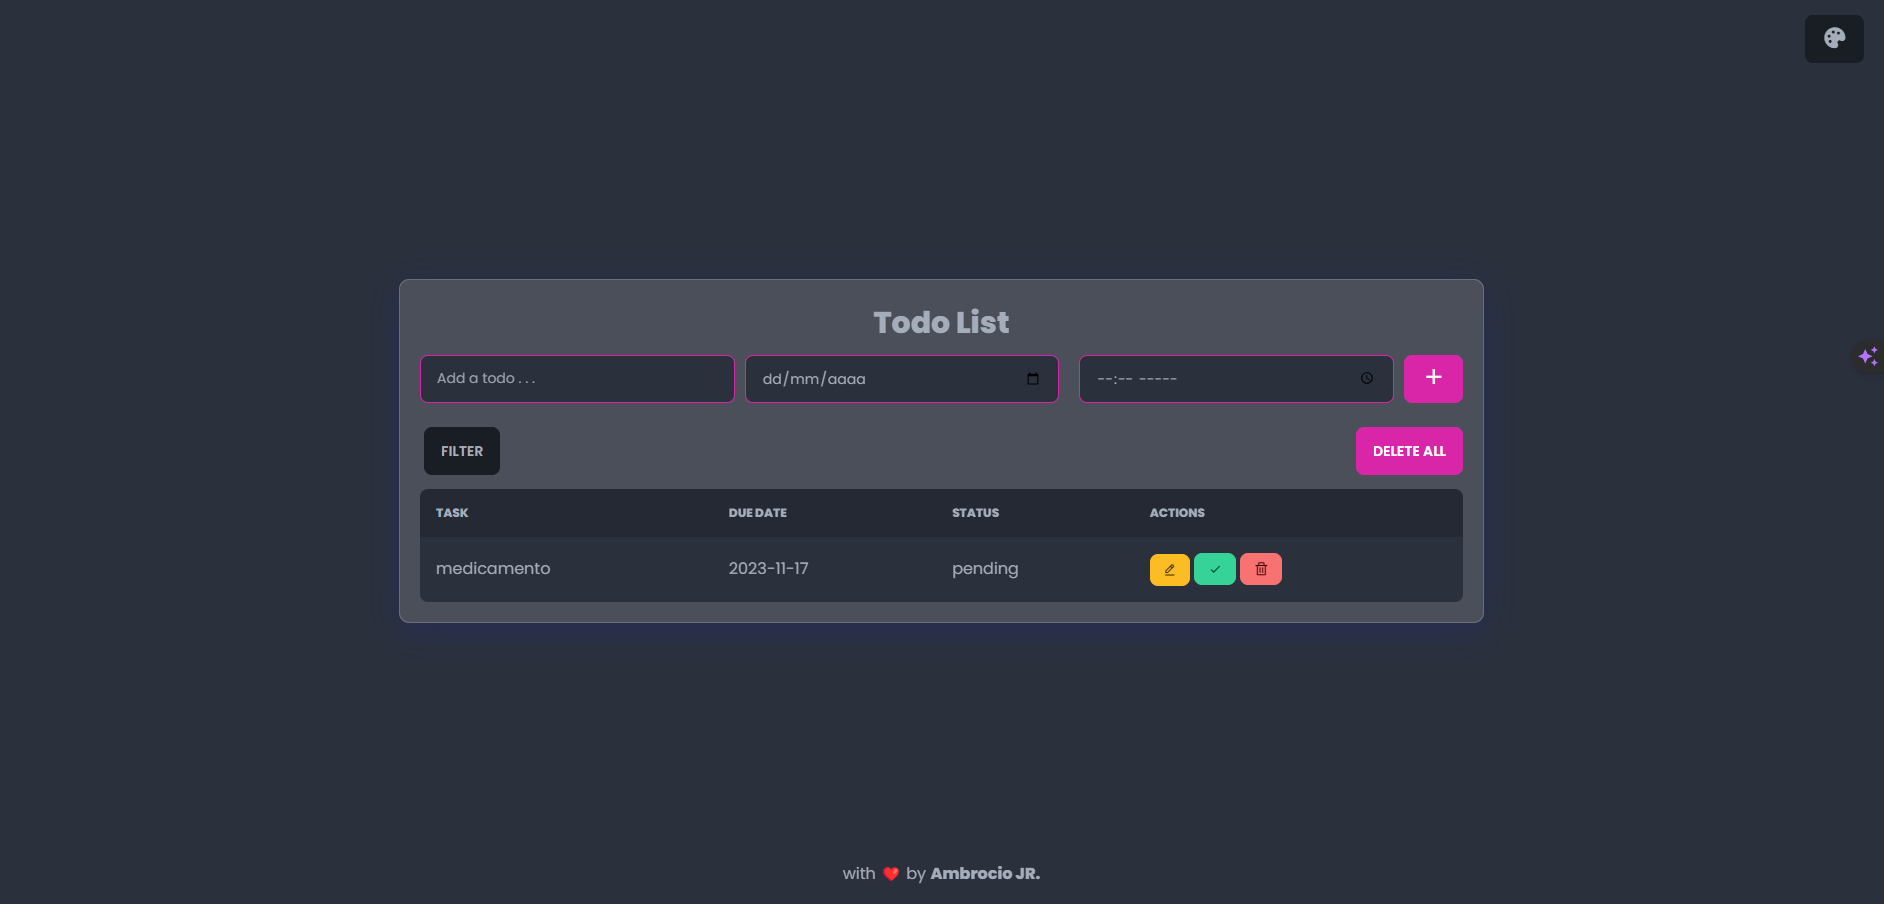 Todo List
Add a todo . . .
dd/mm/aaaa
--:-- -----
FILTER
DELETE ALL
TASK DUE DATE STATUS ACTIONS
medicamento 2023-11-17 pending
with ❤️ by Ambrocio JR.